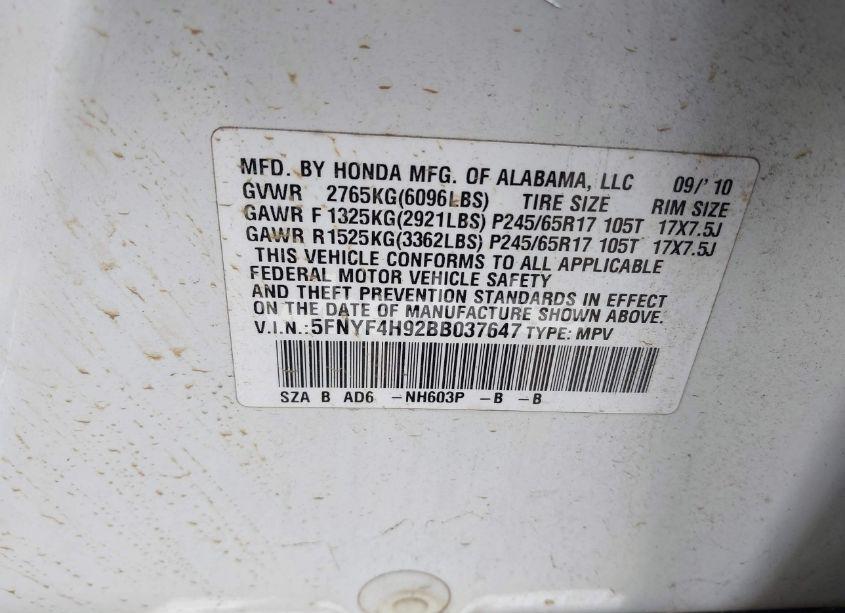 MFD. BY HONDA MFG. OF ALABAMA, LLC 09/'10
GVWR 2765KG(6096LBS) TIRE SIZE RIM SIZE
GAWR F 1325KG(2921LBS) P245/65R17 105T 17X7.5J
GAWR R1525KG(3362LBS) P245/65R17 105T 17X7.5J
THIS VEHICLE CONFORMS TO ALL APPLICABLE
FEDERAL MOTOR VEHICLE SAFETY
AND THEFT PREVENTION STANDARDS IN EFFECT
ON THE DATE OF MANUFACTURE SHOWN ABOVE.
V.I.N.:5FNYF4H92BB037647 TYPE: MPV
SZA B AD6 -NH603P -B -B